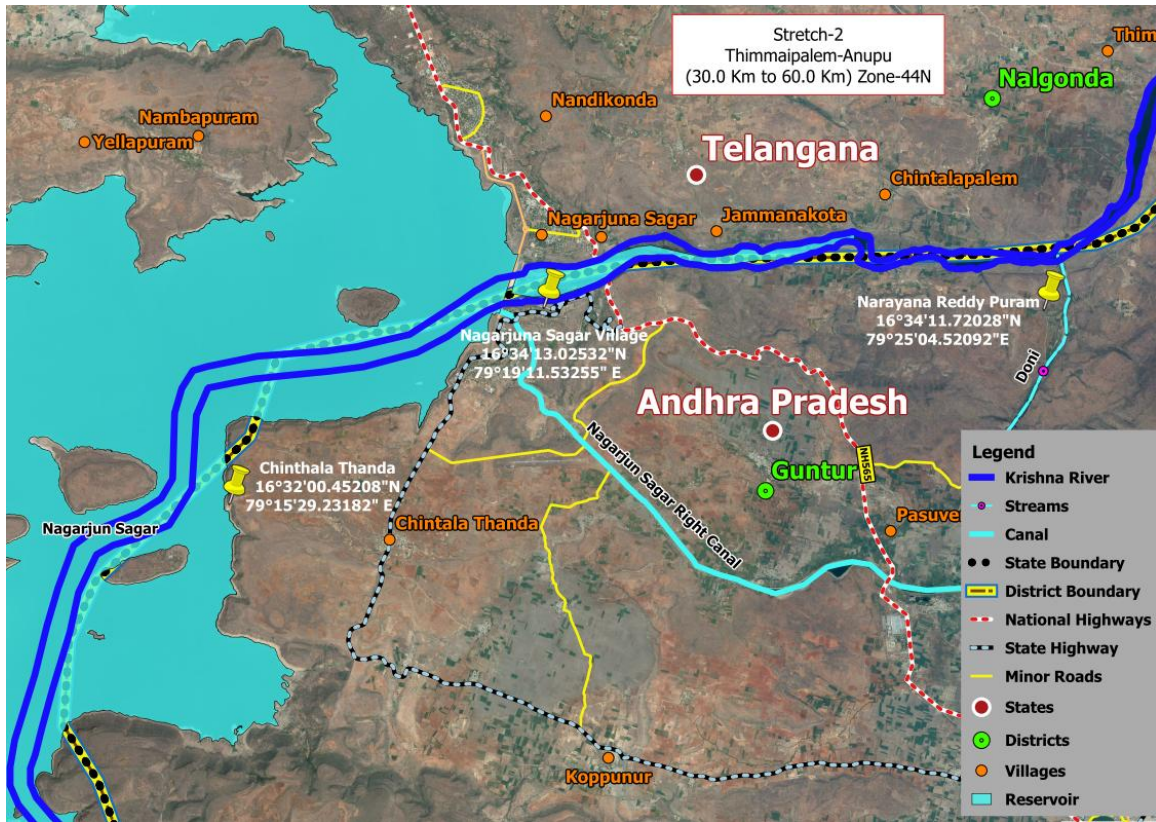 Stretch-2
Thimmaipalem-Anupu
(30.0 Km to 60.0 Km) Zone-44N
Thim
Nalgonda
Nandikonda
Nambapuram
Yellapuram
Telangana
Chintalapalem
Nagarjuna Sagar
Jammanakota
Narayana Reddy Puram
16°34'11.72028"N
79°25'04.52092"E
Nagarjuna Sagar Village
16°34'13.02532"N
79°19'11.53255" E
Doni
Andhra Pradesh
Nagarjun Sagar Right Canal
Guntur
NH565
Chinthala Thanda
16°32'00.45208"N
79°15'29.23182" E
Nagarjun Sagar
Chintala Thanda
Pasuve
Koppunur
Legend
Krishna River
Streams
Canal
State Boundary
District Boundary
National Highways
State Highway
Minor Roads
States
Districts
Villages
Reservoir